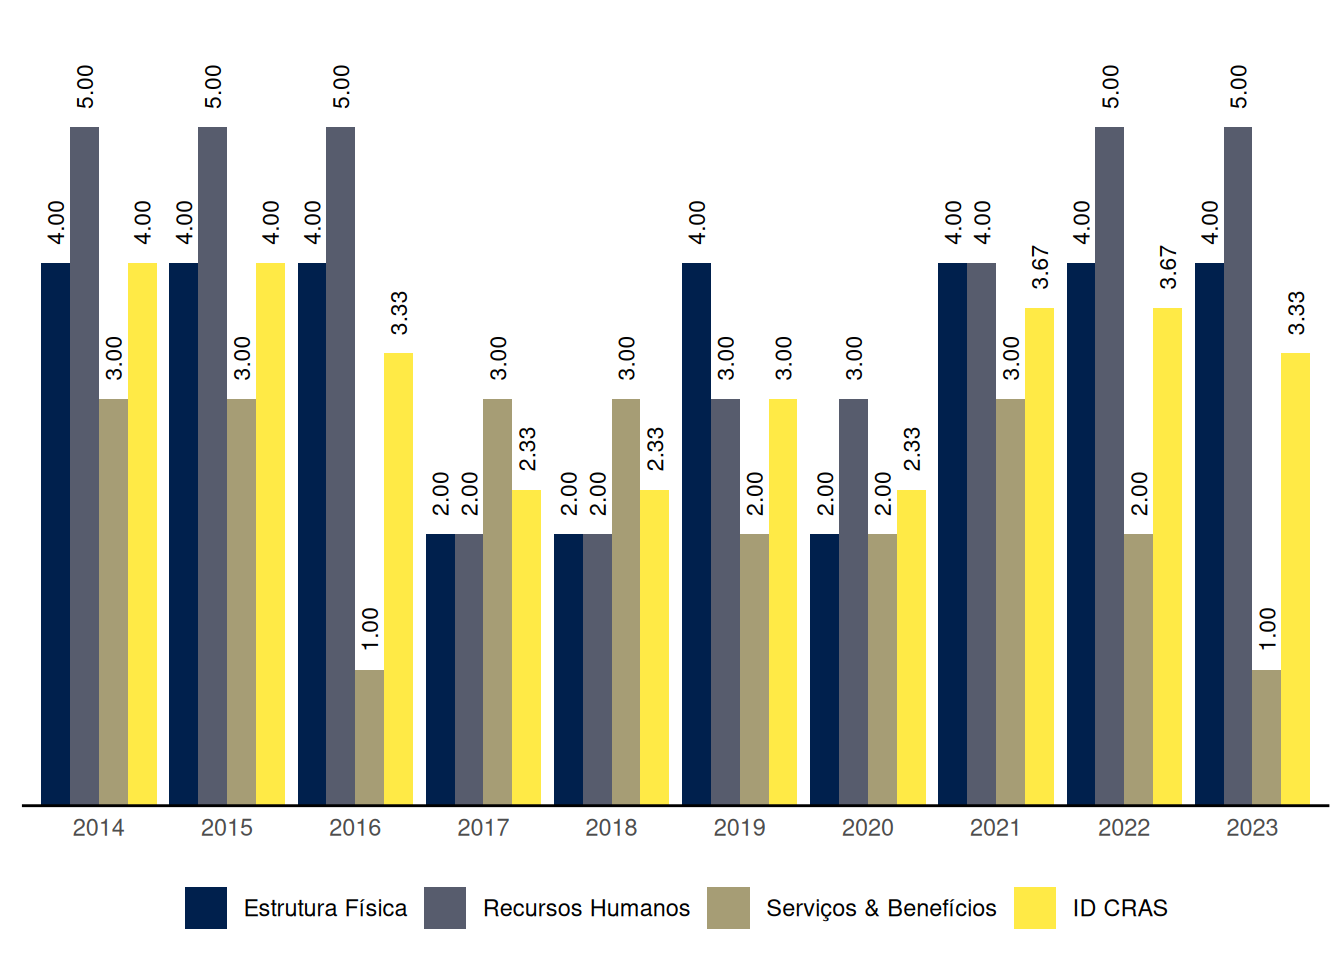 5.00 5.00 5.00 5.00 5.00
4.00 4.00 4.00 4.00 4.00 4.00 4.00 4.00 4.00 4.00
3.67 3.67
3.33 3.33
3.00 3.00 3.00 3.00 3.00 3.00 3.00 3.00
2.33 2.33 2.33
2.00 2.00 2.00 2.00 2.00 2.00 2.00 2.00
1.00 1.00
2014 2015 2016 2017 2018 2019 2020 2021 2022 2023
Estrutura Física Recursos Humanos Serviços & Benefícios ID CRAS